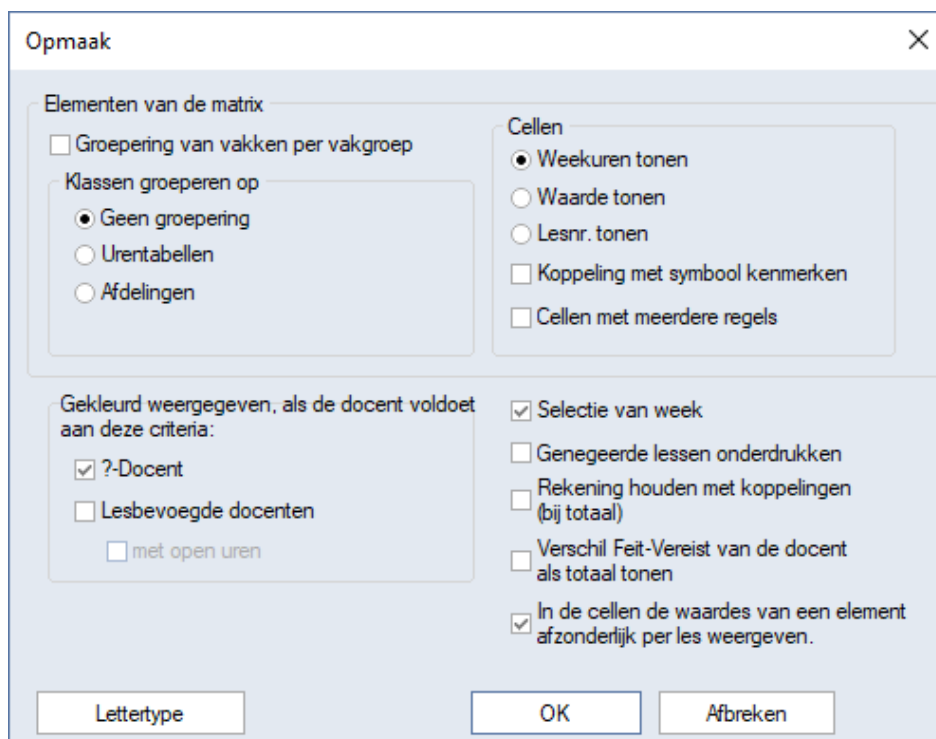 Opmaak
Elementen van de matrix
Groepering van vakken per vakgroep
Klassen groeperen op
Geen groepering
Urentabellen
Afdelingen
Cellen
Weekuren tonen
Waarde tonen
Lesnr. tonen
Koppeling met symbool kenmerken
Cellen met meerdere regels
Gekleurd weergegeven, als de docent voldoet
aan deze criteria:
?-Docent
Lesbevoegde docenten
met open uren
Selectie van week
Genegeerde lessen onderdrukken
Rekening houden met koppelingen
(bij totaal)
Verschil Feit-Vereist van de docent
als totaal tonen
In de cellen de waardes van een element
afzonderlijk per les weergeven.
Lettertype
OK
Afbreken